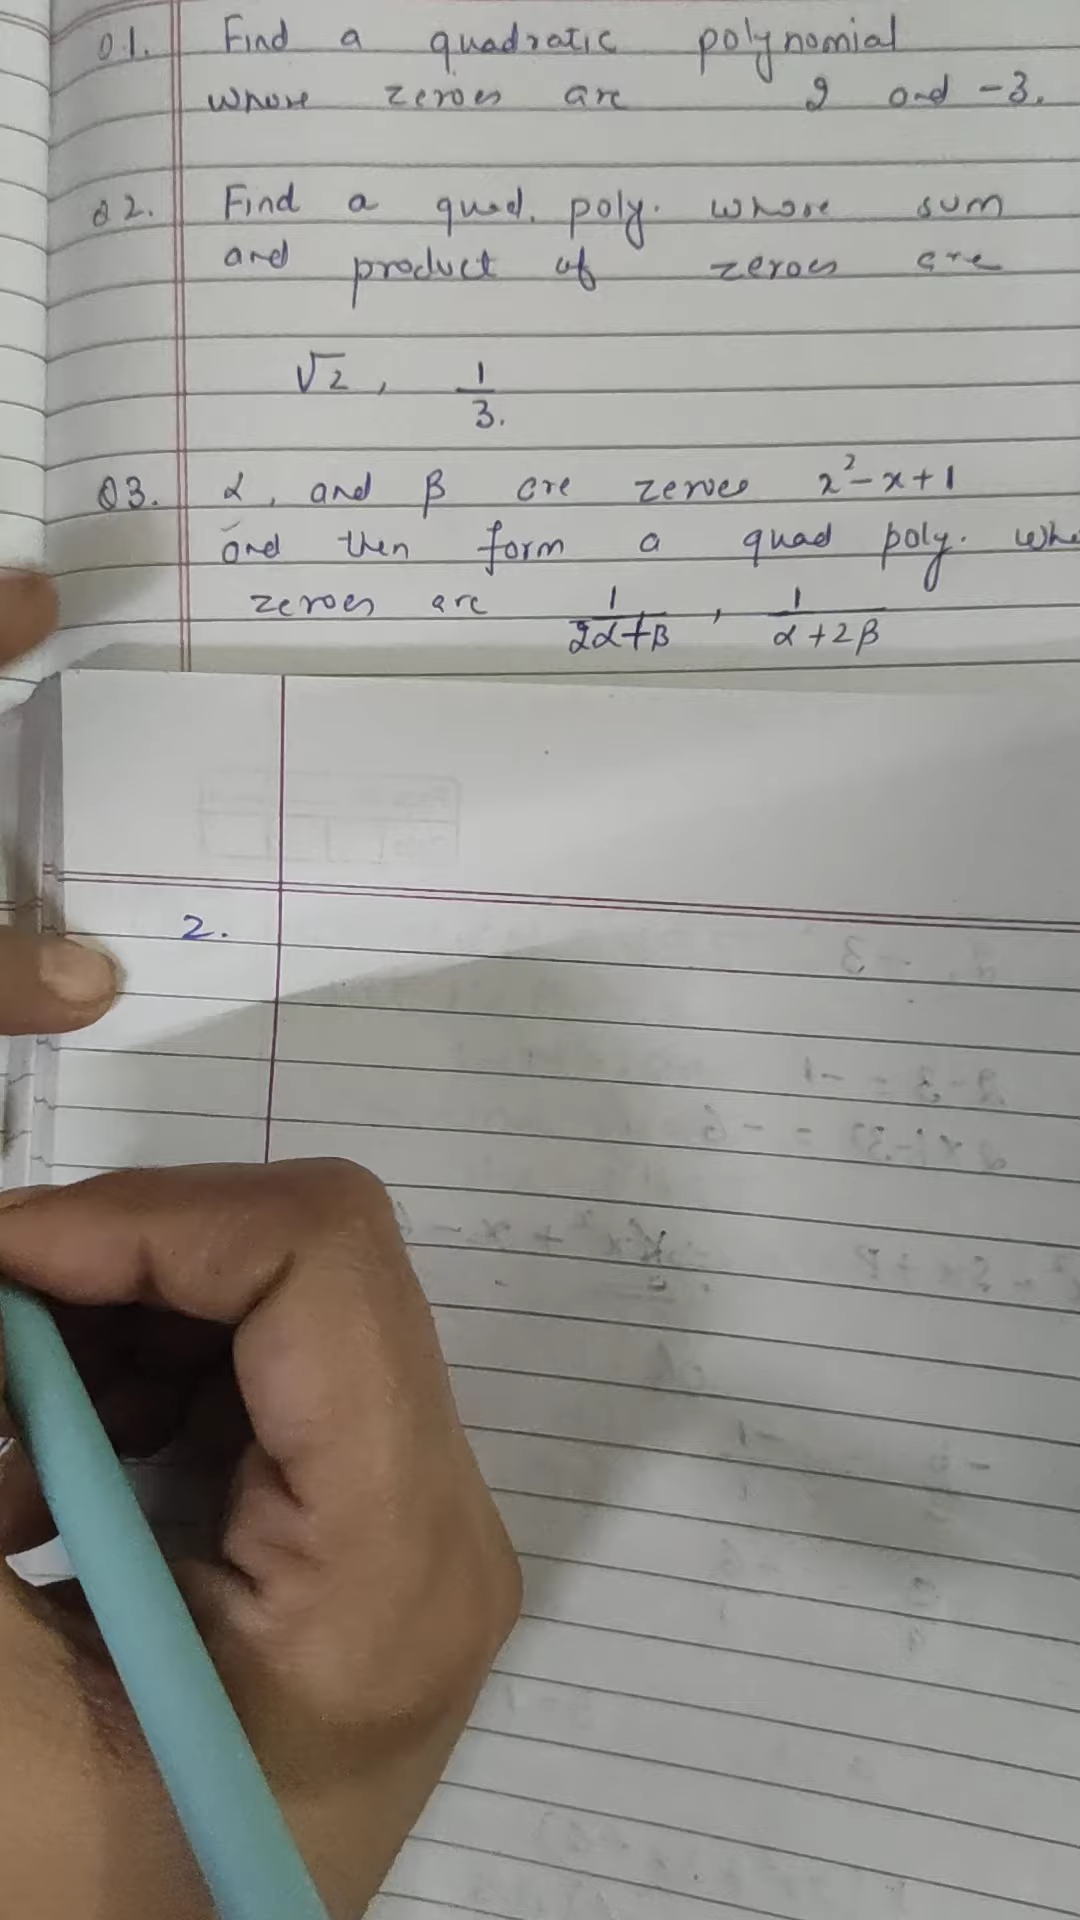 Q1. Find a quadratic polynomial
whose zeroes are 2 and -3.
Q2. Find a quad. poly. whose sum
and product of zeroes are
√2, 1/3.
Q3. α, and β are zeroes x²-x+1
and then form a quad poly. whe
zeroes are 1/2α+β, 1/α+2β
2.